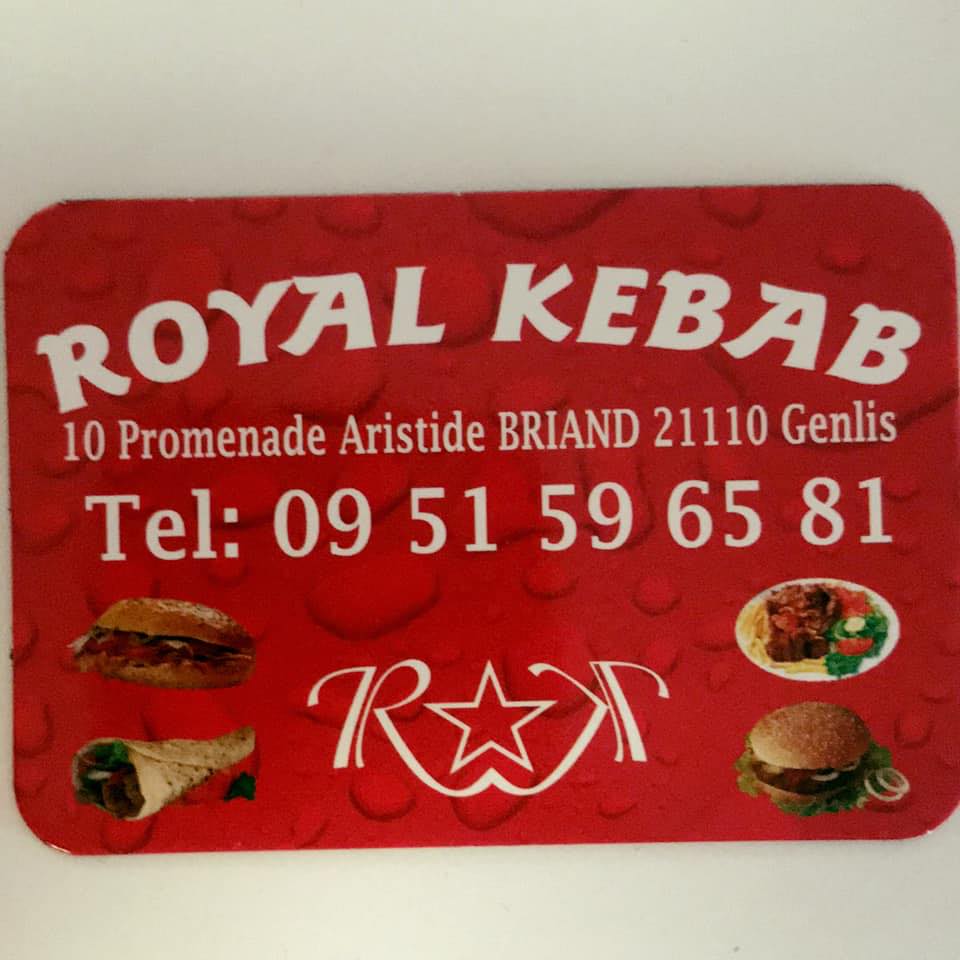 ROYAL KEBAB
10 Promenade Aristide BRIAND 21110 Genlis
Tel: 09 51 59 65 81
R K